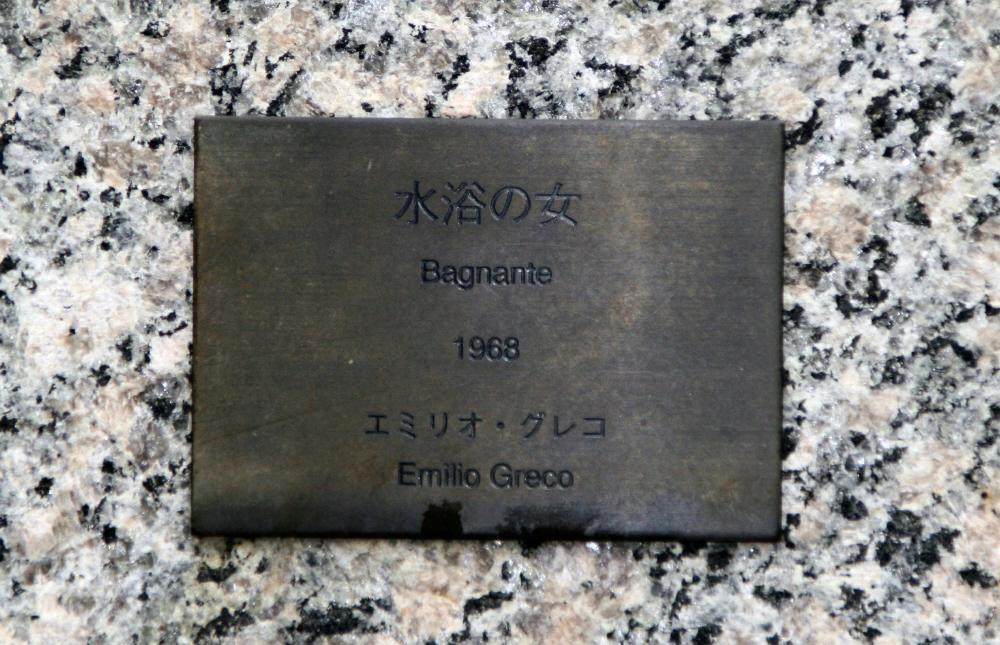 水浴の女
Bagnante
1968
エミリオ・グレコ
Emilio Greco